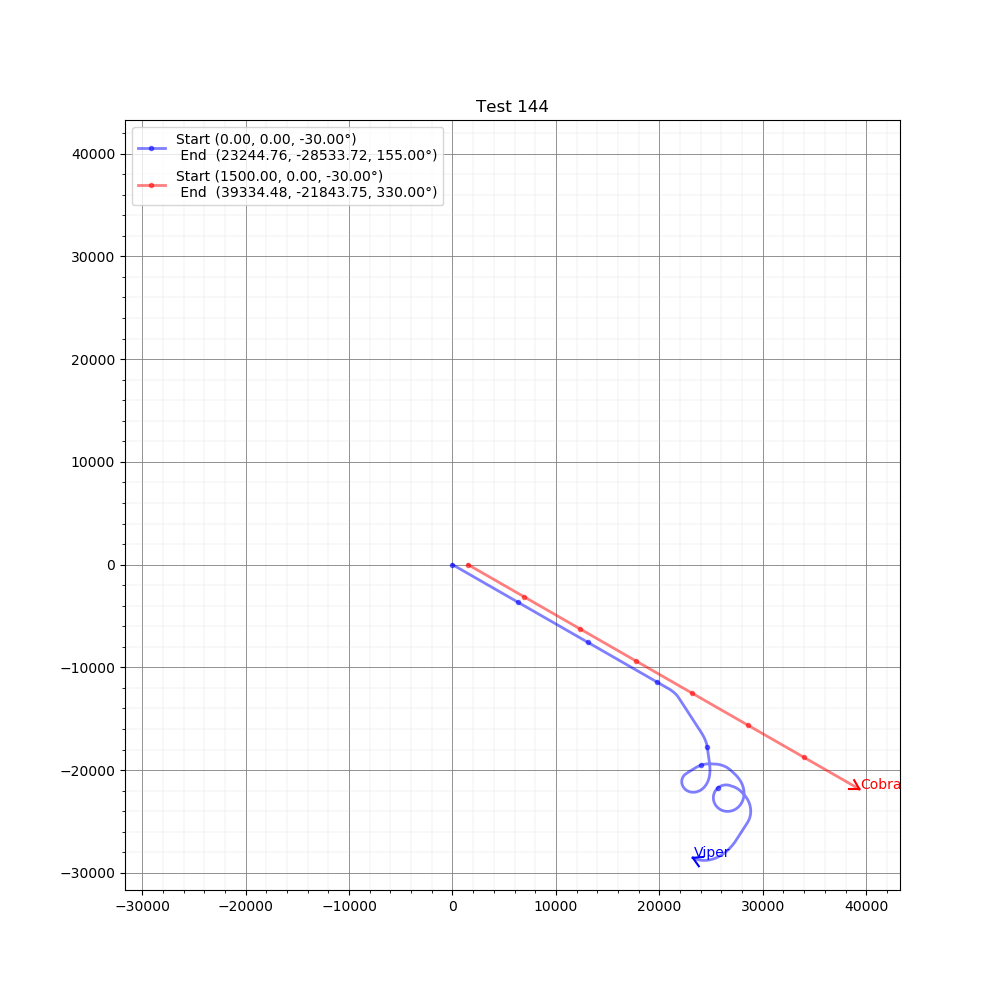 Test 144
Start (0.00, 0.00, -30.00°)
End (23244.76, -28533.72, 155.00°)
Start (1500.00, 0.00, -30.00°)
End (39334.48, -21843.75, 330.00°)
40000
30000
20000
10000
0
−10000
−20000
−30000
Cobra
Viper
−30000 −20000 −10000 0 10000 20000 30000 40000